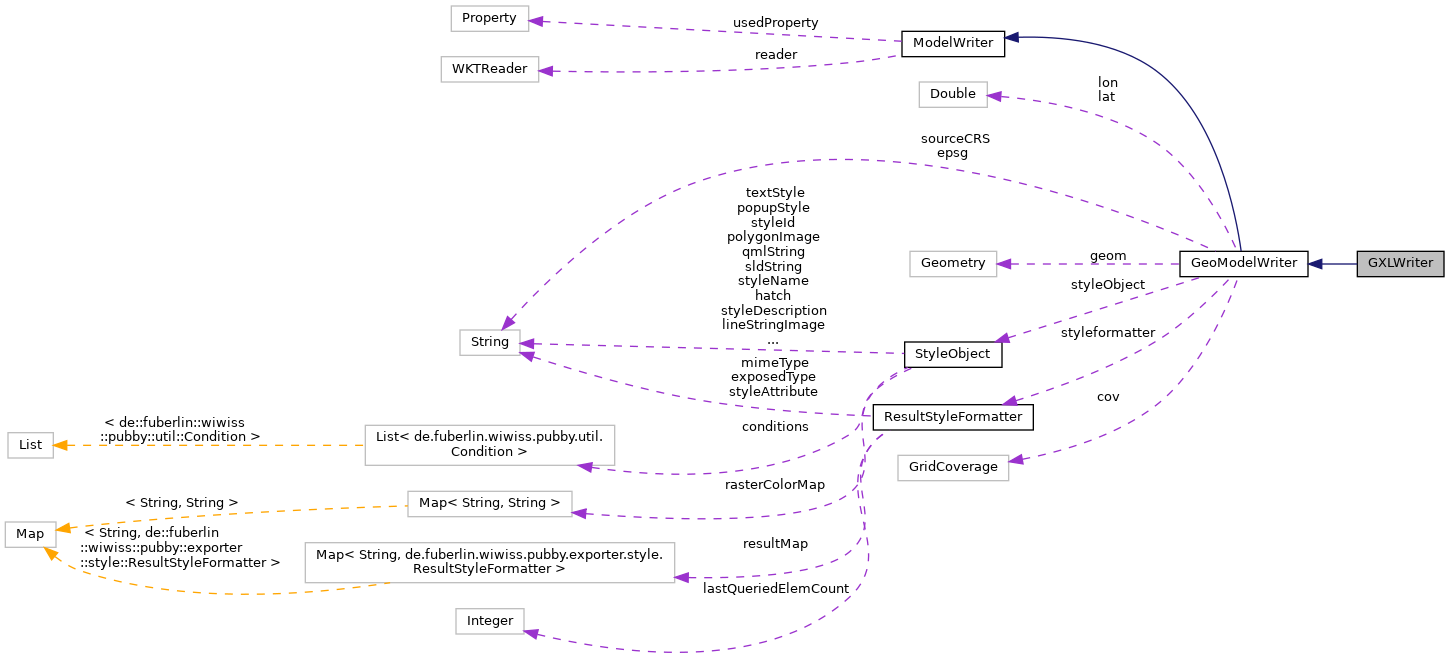 Property
usedProperty
ModelWriter
reader
WKTReader
Double
lon
lat
sourceCRS
epsg
textStyle
popupStyle
styleId
polygonImage
qmlString
sldString
styleName
hatch
styleDescription
lineStringImage
...
Geometry
geom
GeoModelWriter
GXLWriter
styleObject
styleformatter
String
StyleObject
mimeType
exposedType
styleAttribute
cov
ResultStyleFormatter
< de::fuberlin::wiwiss
::pubby::util::Condition >
List
List< de.fuberlin.wiwiss.pubby.util.
Condition >
conditions
GridCoverage
rasterColorMap
< String, String >
Map< String, String >
Map
< String, de::fuberlin
::wiwiss::pubby::exporter
::style::ResultStyleFormatter >
resultMap
Map< String, de.fuberlin.wiwiss.pubby.exporter.style.
ResultStyleFormatter >
lastQueriedElemCount
Integer